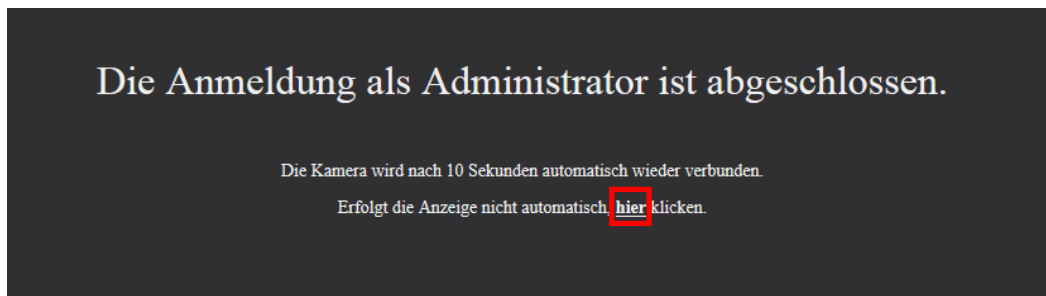 Die Anmeldung als Administrator ist abgeschlossen.
Die Kamera wird nach 10 Sekunden automatisch wieder verbunden.
Erfolgt die Anzeige nicht automatisch, hier klicken.